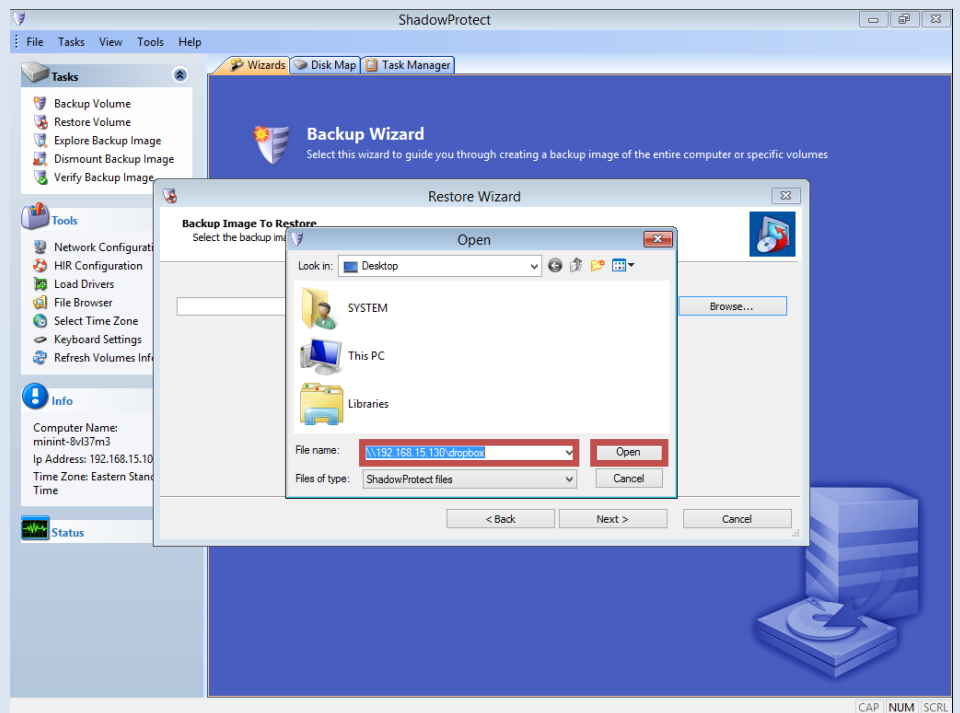 ShadowProtect
File Tasks View Tools Help
Tasks
Backup Volume
Restore Volume
Explore Backup Image
Dismount Backup Image
Verify Backup Image
Tools
Network Configurati
HIR Configuration
Load Drivers
File Browser
Select Time Zone
Keyboard Settings
Refresh Volumes Inf
Info
Computer Name:
minint-8vl37m3
Ip Address: 192.168.15.10
Time Zone: Eastern Stand
Time
Status
Wizards Disk Map Task Manager
Backup Wizard
Select this wizard to guide you through creating a backup image of the entire computer or specific volumes
Restore Wizard
Backup Image To Restore
Select the backup ima
Browse...
Open
Look in: Desktop
SYSTEM
This PC
Libraries
File name: \\192.168.15.130\dropbox Open
Files of type: ShadowProtect files Cancel
< Back Next > Cancel
CAP NUM SCRL